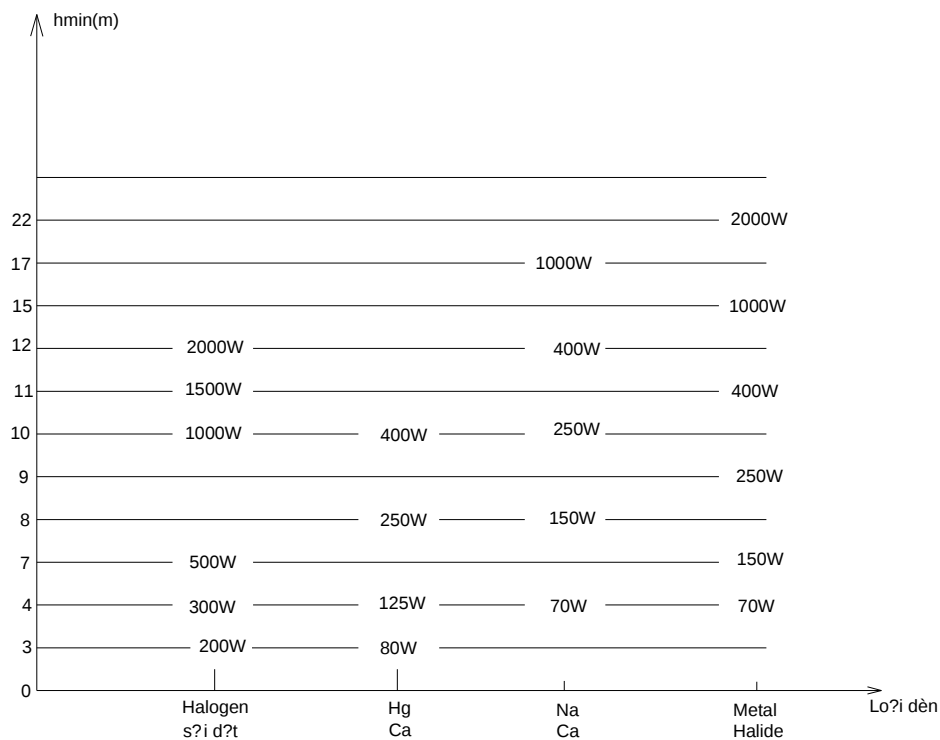 hmin(m)
22 2000W
17 1000W
15 1000W
12 2000W 400W
11 1500W 400W
10 1000W 400W 250W
9 250W
8 250W 150W
7 500W 150W
4 300W 125W 70W 70W
3 200W 80W
0
Halogen Hg Na Metal Lo?i dèn
s?i d?t Ca Ca Halide